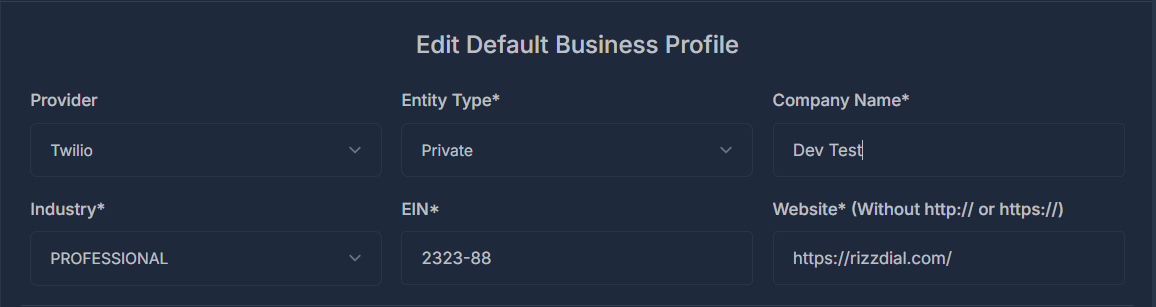 Edit Default Business Profile
Provider
Entity Type*
Company Name*
Twilio
Private
Dev Test
Industry*
EIN*
Website* (Without http:// or https://)
PROFESSIONAL
2323-88
https://rizzdial.com/